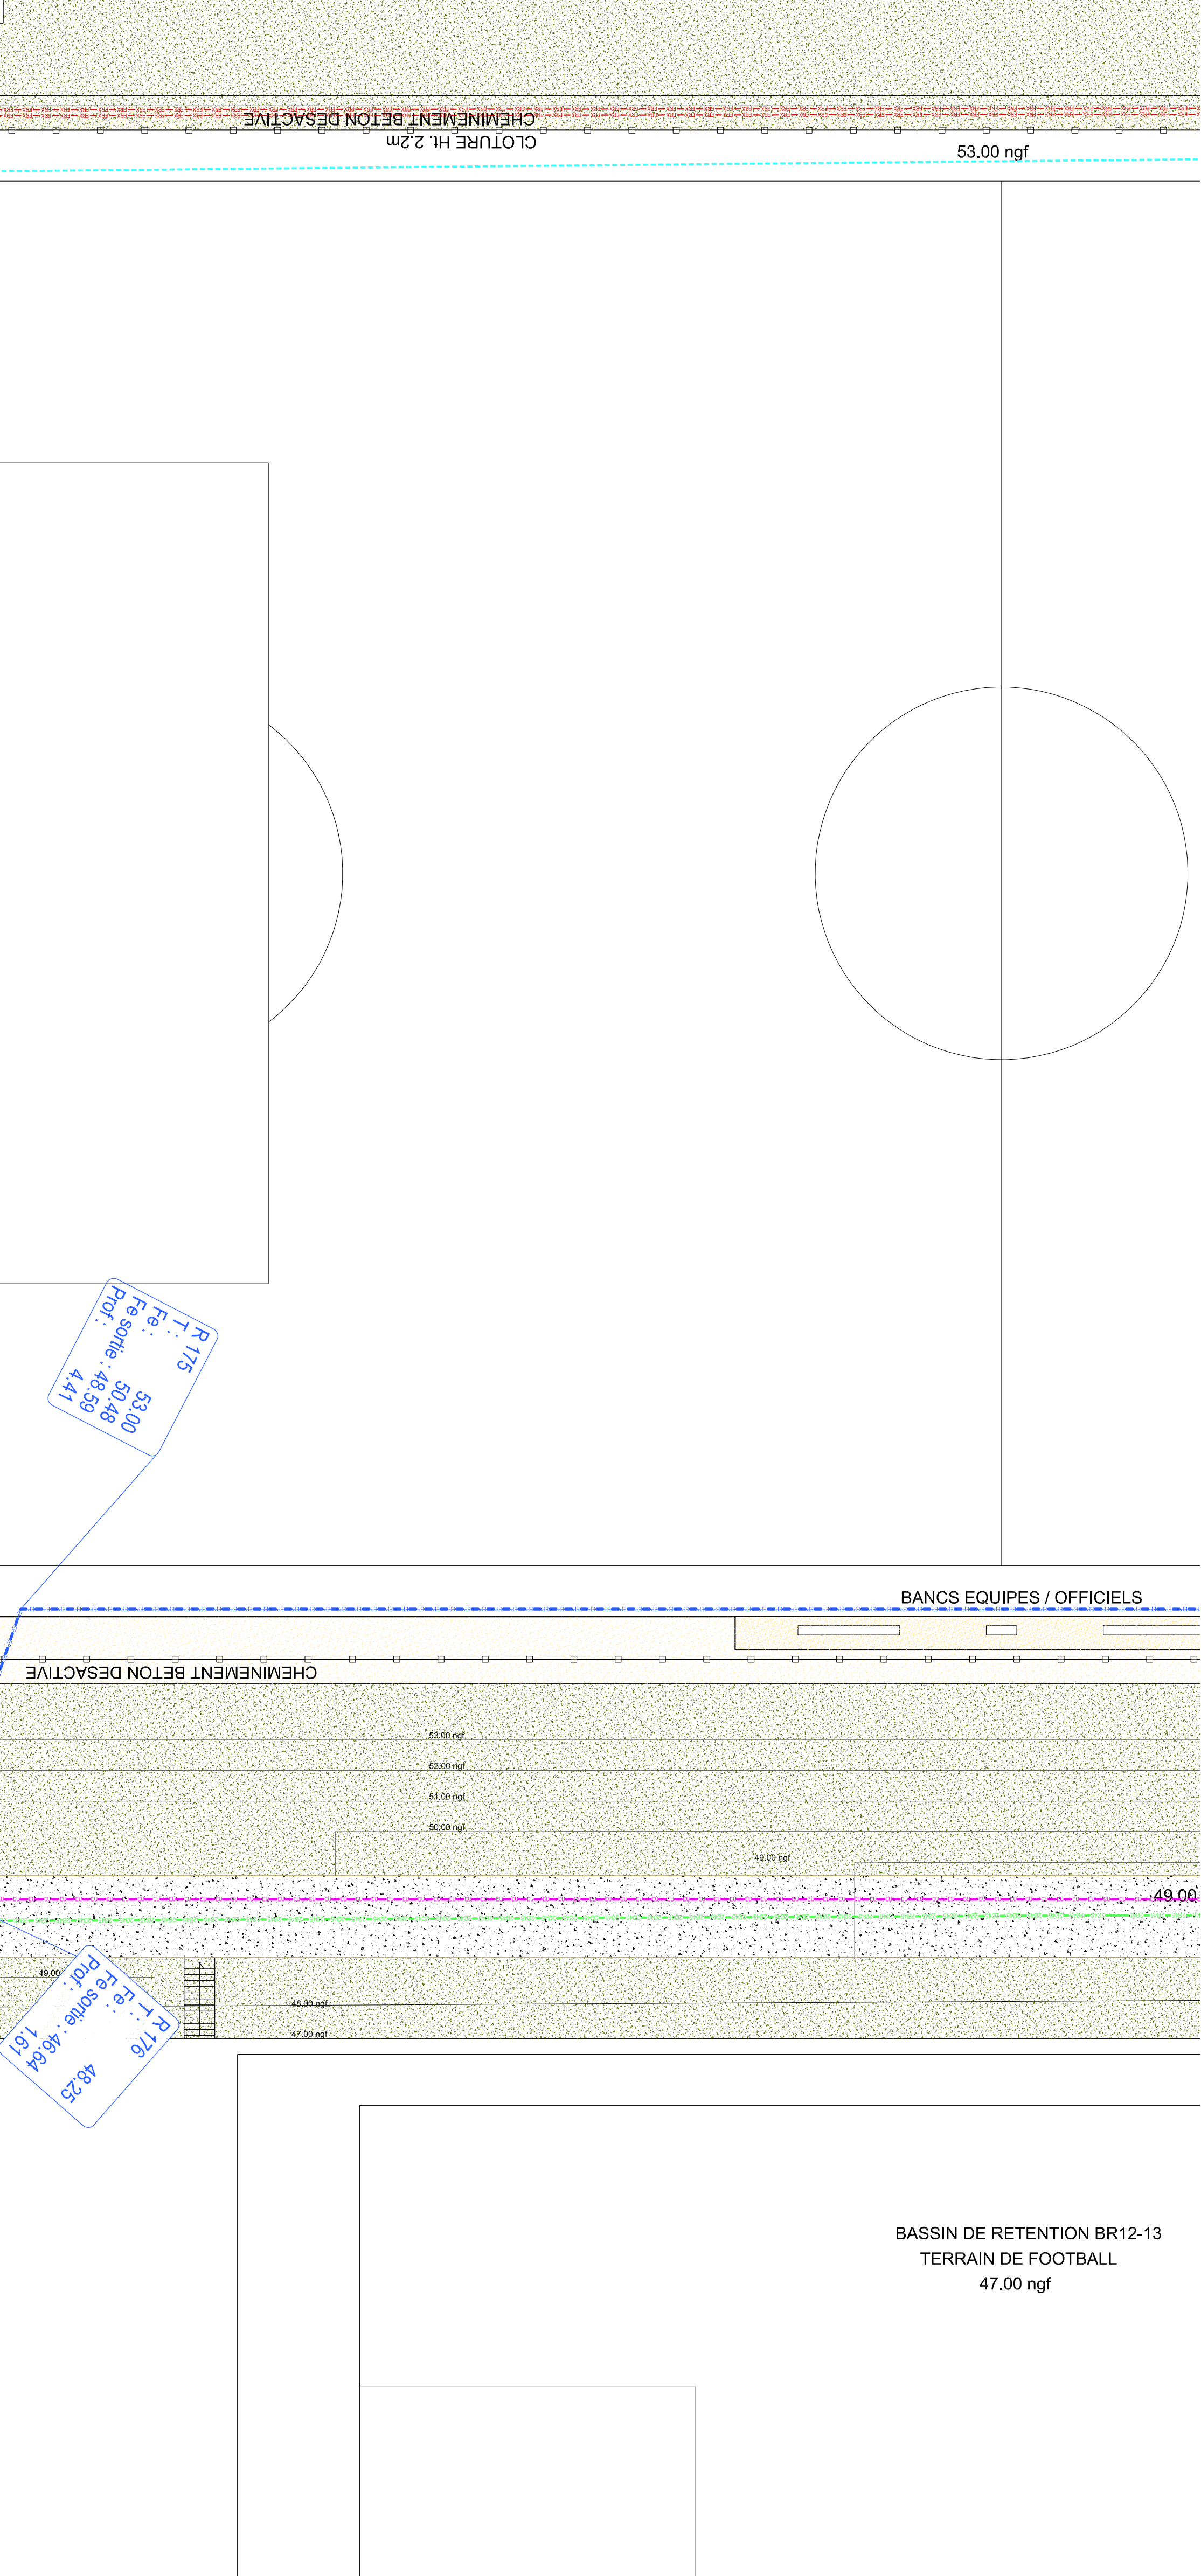 CHEMINEMENT BETON DESACTIVE
CLOTURE Ht. 2.2m
53.00 ngf
R 175
T : 53.00
Fe : 50.48
Fe sortie : 48.59
Prof : 4.41
BANCS EQUIPES / OFFICIELS
CHEMINEMENT BETON DESACTIVE
53.00 ngf
52.00 ngf
51.00 ngf
50.00 ngf
49.00 ngf
49.00
49.00
R 176
T : 48.25
Fe :
Fe sortie : 46.64
Prof : 1.61
48.00 ngf
47.00 ngf
BASSIN DE RETENTION BR12-13
TERRAIN DE FOOTBALL
47.00 ngf